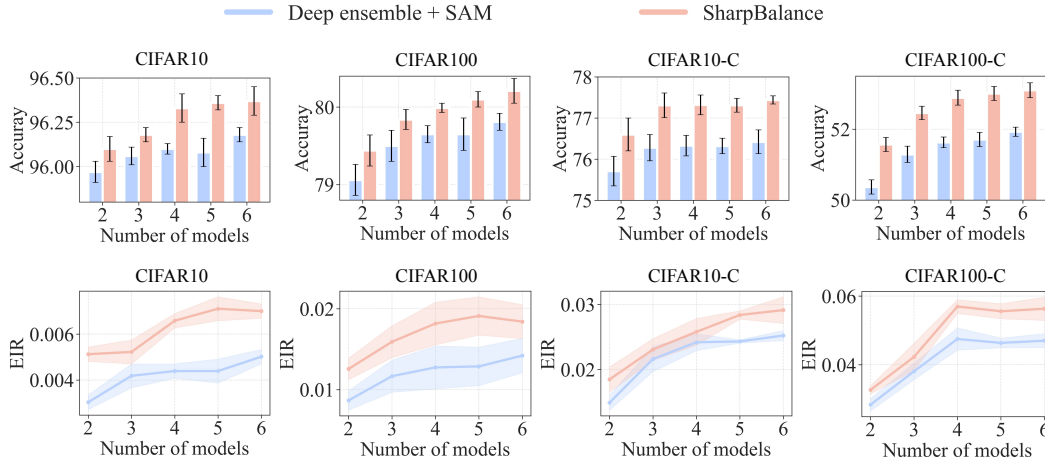 Deep ensemble + SAM SharpBalance
CIFAR10 CIFAR100 CIFAR10-C CIFAR100-C
Accuray Accuray Accuray Accuray
96.50 96.25 96.00
80 79
78 77 76 75
52 50
2 3 4 5 6 2 3 4 5 6 2 3 4 5 6 2 3 4 5 6
Number of models Number of models Number of models Number of models
CIFAR10 CIFAR100 CIFAR10-C CIFAR100-C
EIR EIR EIR EIR
0.006 0.004
0.02 0.01
0.03 0.02
0.06 0.04
2 3 4 5 6 2 3 4 5 6 2 3 4 5 6 2 3 4 5 6
Number of models Number of models Number of models Number of models